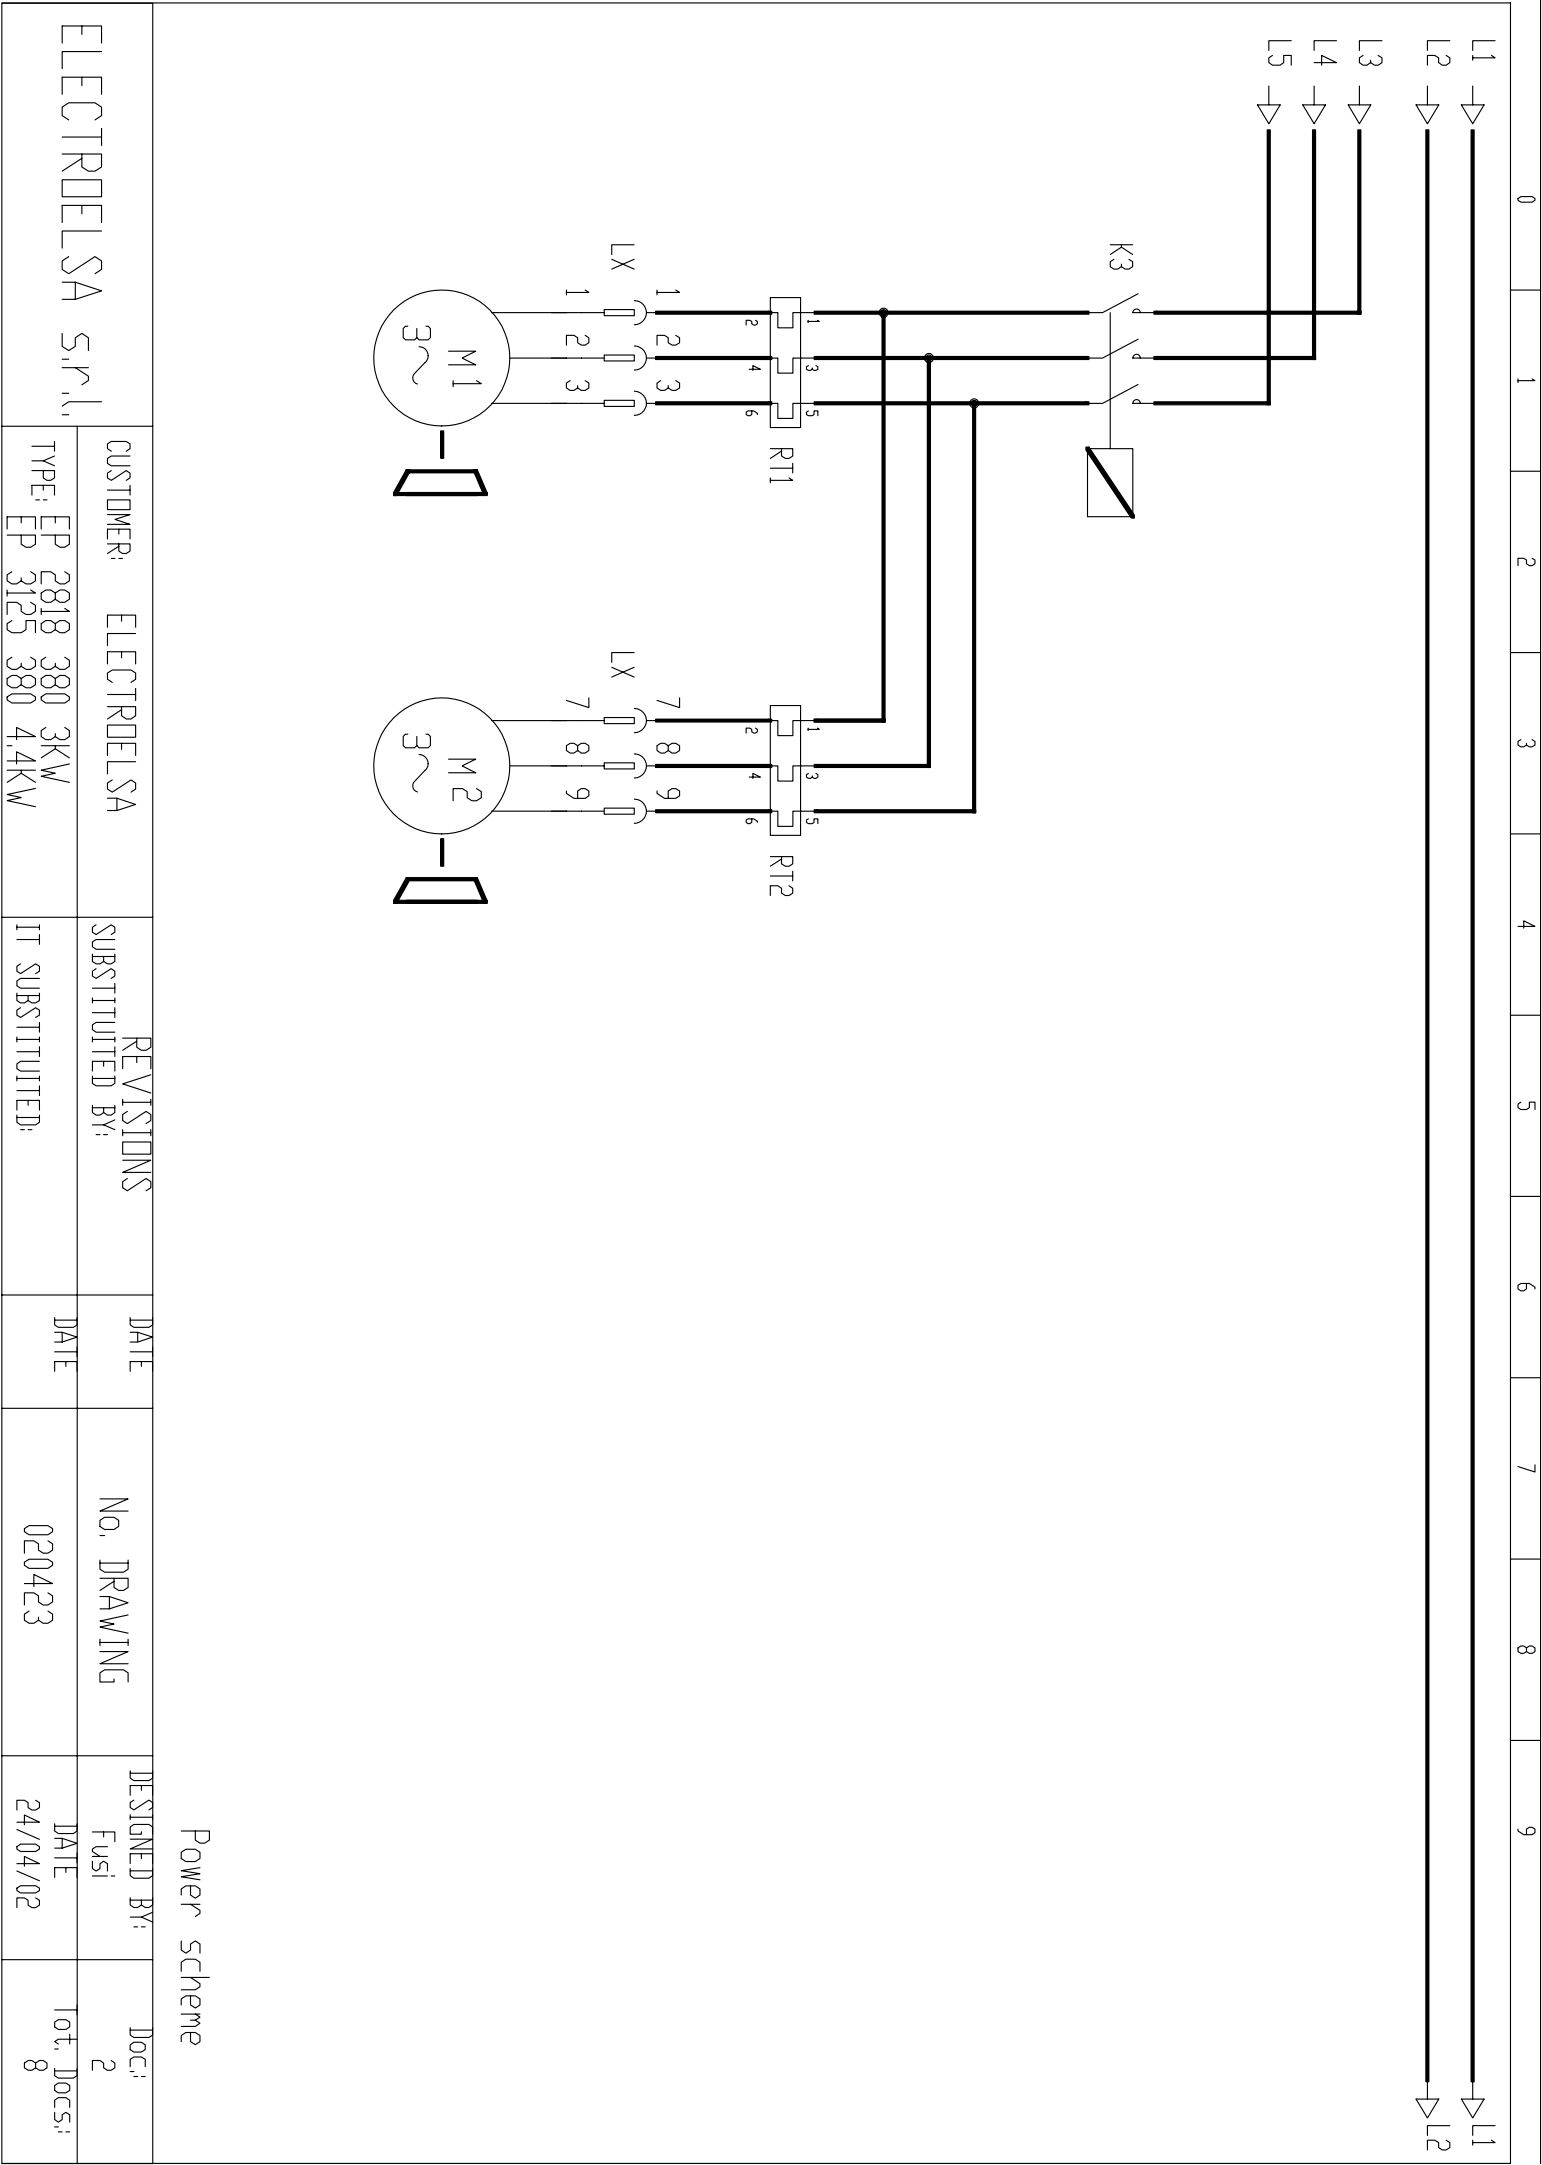 0 1 2 3 4 5 6 7 8 9
L1 L1
L2 L2
L3
L4
L5
K3
1 3 5 RT1 1 3 5 RT2
2 4 6 2 4 6
1 2 3 7 8 9
LX LX
1 2 3 7 8 9
M1 M2
3~ 3~
Power scheme
ELECTROELSA s.r.l.
CUSTOMER: ELECTROELSA
TYPE: EP 2818 380 3KW
EP 3125 380 4.4KW
REVISIONS
SUBSTITUITED BY:
IT SUBSTITUITED:
DATE
DATE
No. DRAWING
020423
DESIGNED BY:
Fusi
DATE
24/04/02
Doc.:
2
Tot. Docs.:
8